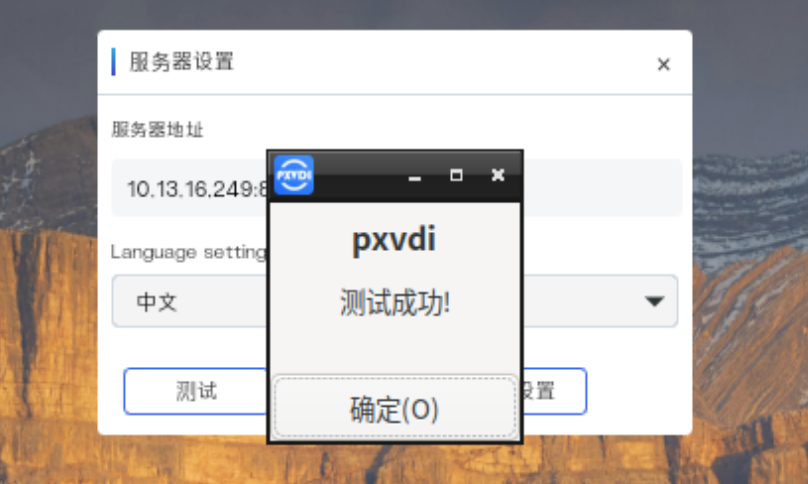 服务器设置
服务器地址
10.13.16.249:8
PXVDI
Language setting
pxvdi
中文
测试成功!
测试
设置
确定(O)